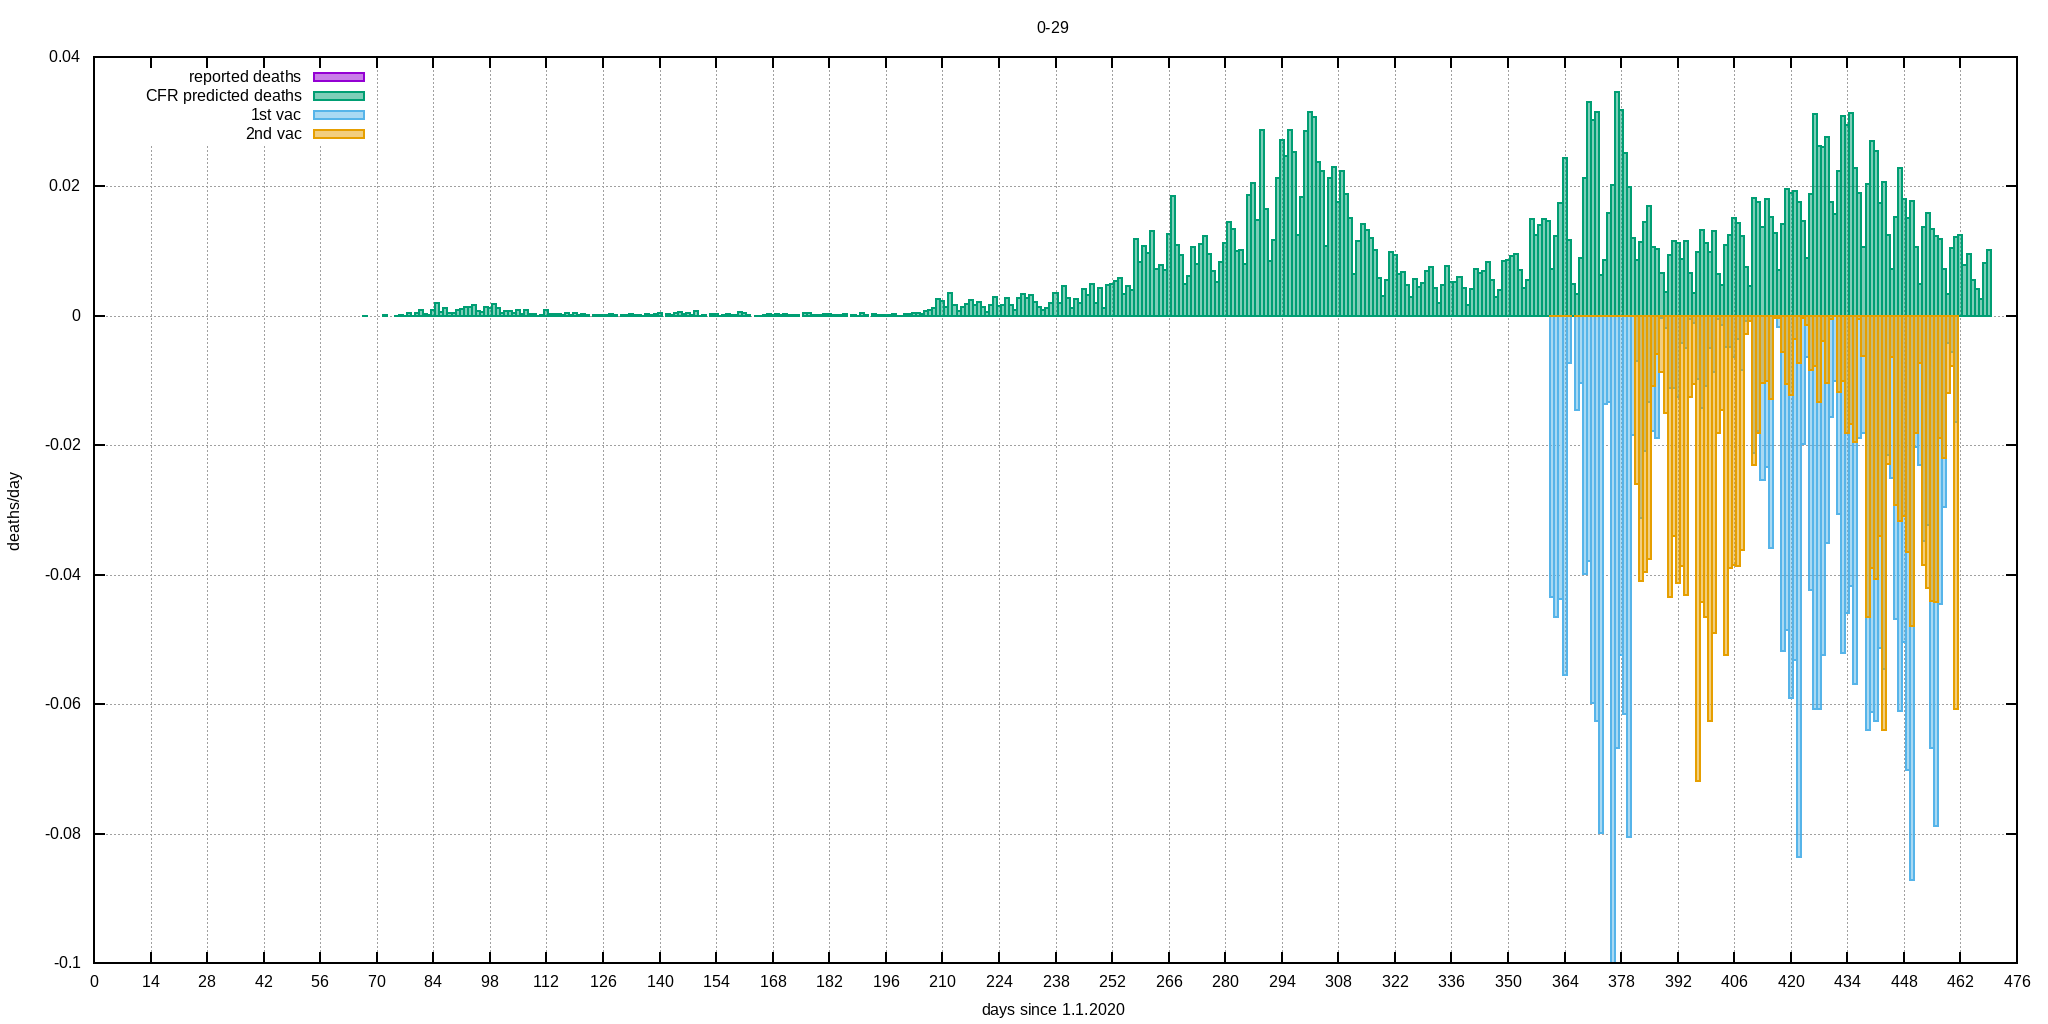 0-29
reported deaths
CFR predicted deaths
1st vac
2nd vac
0.04
0.02
0
-0.02
-0.04
-0.06
-0.08
-0.1
deaths/day
0 14 28 42 56 70 84 98 112 126 140 154 168 182 196 210 224 238 252 266 280 294 308 322 336 350 364 378 392 406 420 434 448 462 476
days since 1.1.2020